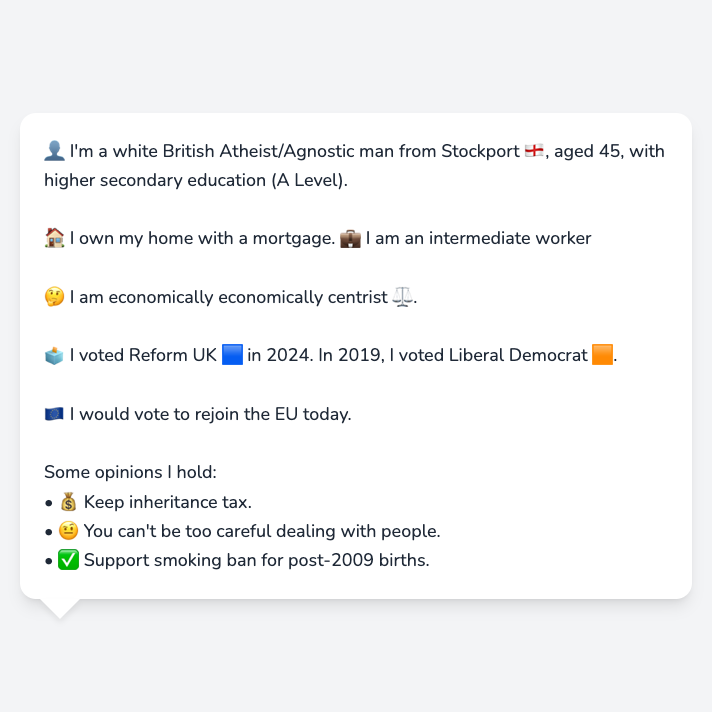 👤 I'm a white British Atheist/Agnostic man from Stockport 🏴󠁧󠁢󠁥󠁮󠁧󠁿, aged 45, with
higher secondary education (A Level).
🏠 I own my home with a mortgage. 💼 I am an intermediate worker
🤔 I am economically economically centrist ⚖️.
🗳️ I voted Reform UK 🟦 in 2024. In 2019, I voted Liberal Democrat 🟧.
🇪🇺 I would vote to rejoin the EU today.
Some opinions I hold:
• 💰 Keep inheritance tax.
• 🤨 You can't be too careful dealing with people.
• ✅ Support smoking ban for post-2009 births.